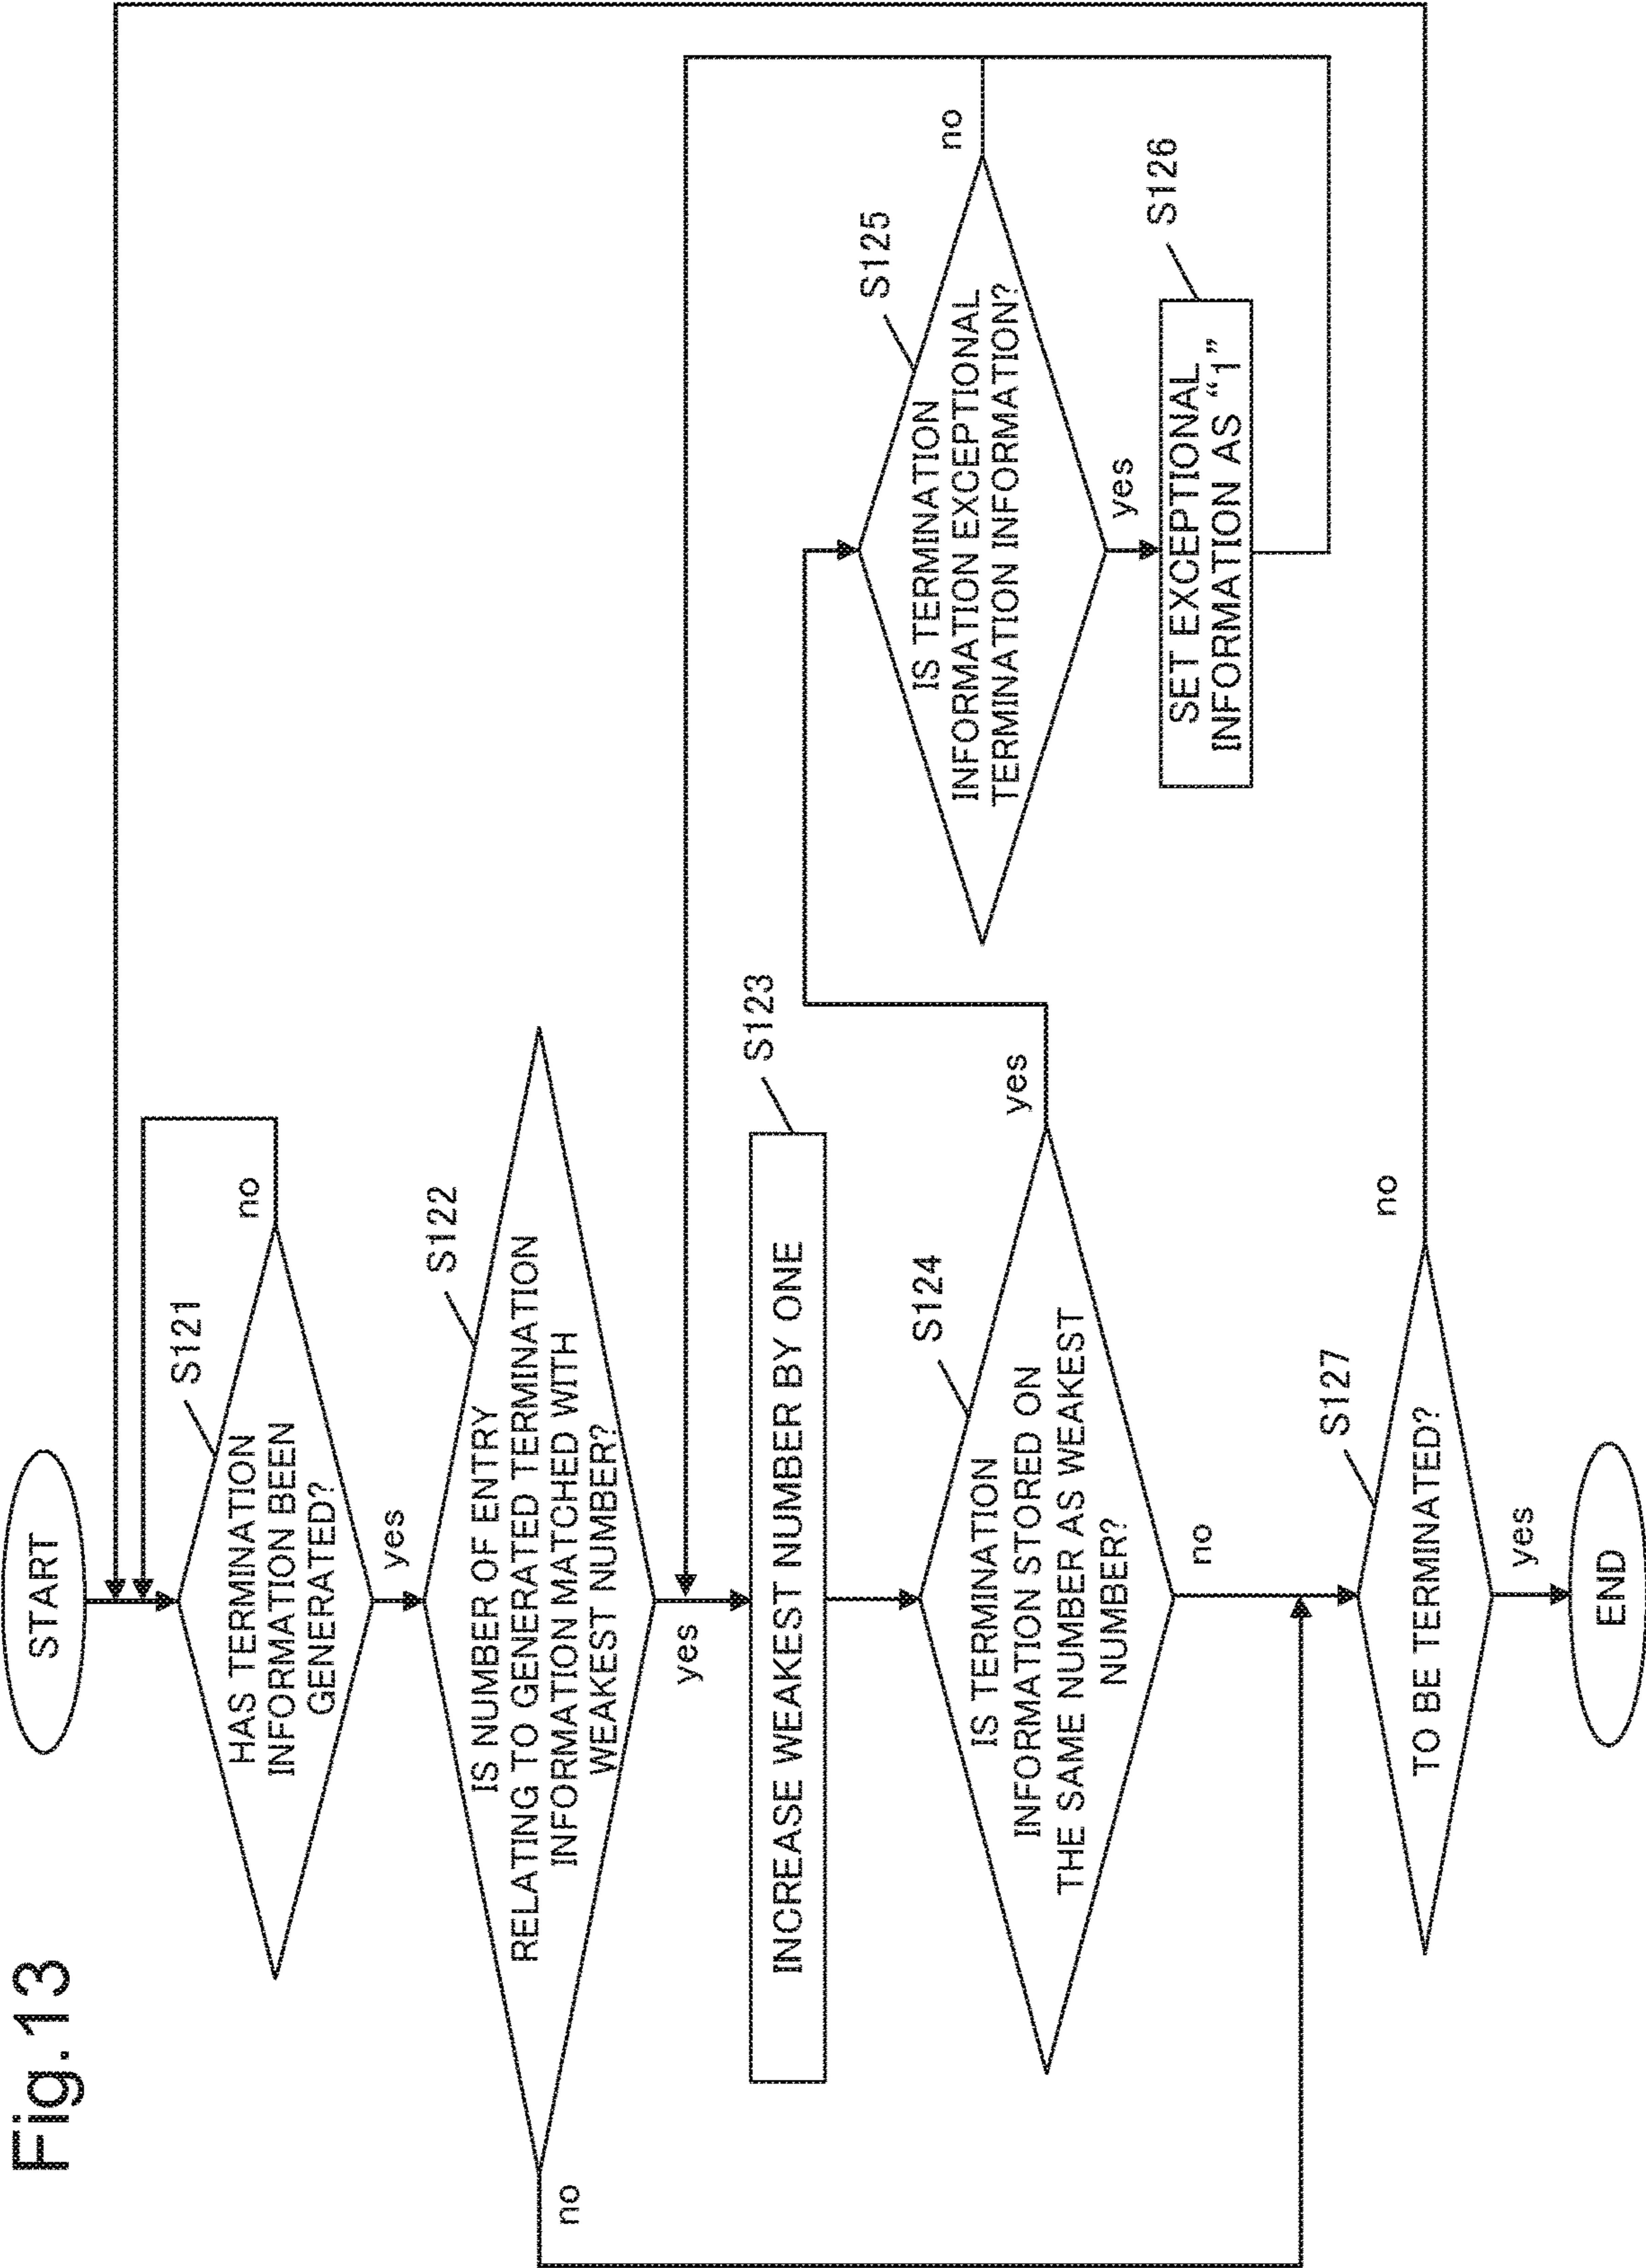 Fig.13
START
S121
HAS TERMINATION
INFORMATION BEEN
GENERATED?
no
yes
S122
IS NUMBER OF ENTRY
RELATING TO GENERATED TERMINATION
INFORMATION MATCHED WITH
WEAKEST NUMBER?
no
yes
S123
INCREASE WEAKEST NUMBER BY ONE
S124
IS TERMINATION
INFORMATION STORED ON
THE SAME NUMBER AS WEAKEST
NUMBER?
yes
no
S125
IS TERMINATION
INFORMATION EXCEPTIONAL
TERMINATION INFORMATION?
no
yes
S126
SET EXCEPTIONAL
INFORMATION AS “1”
S127
TO BE TERMINATED?
no
yes
END